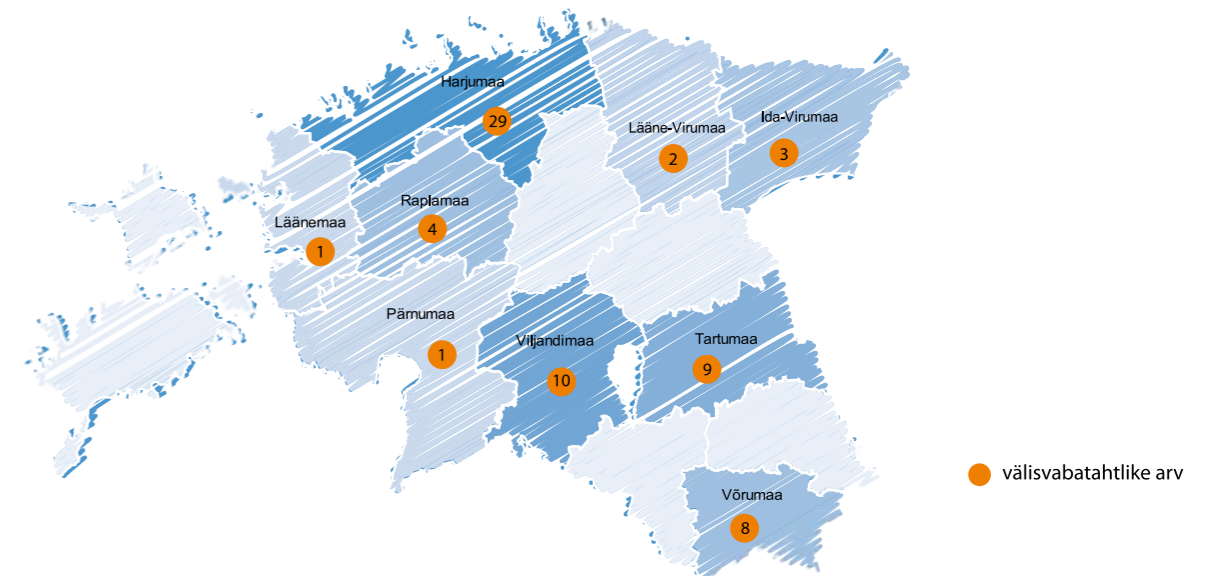 Harjumaa
29
Lääne-Virumaa
2
Ida-Virumaa
3
Läänemaa
1
Raplamaa
4
Pärnumaa
1
Viljandimaa
10
Tartumaa
9
Võrumaa
8
välisvabatahtlike arv